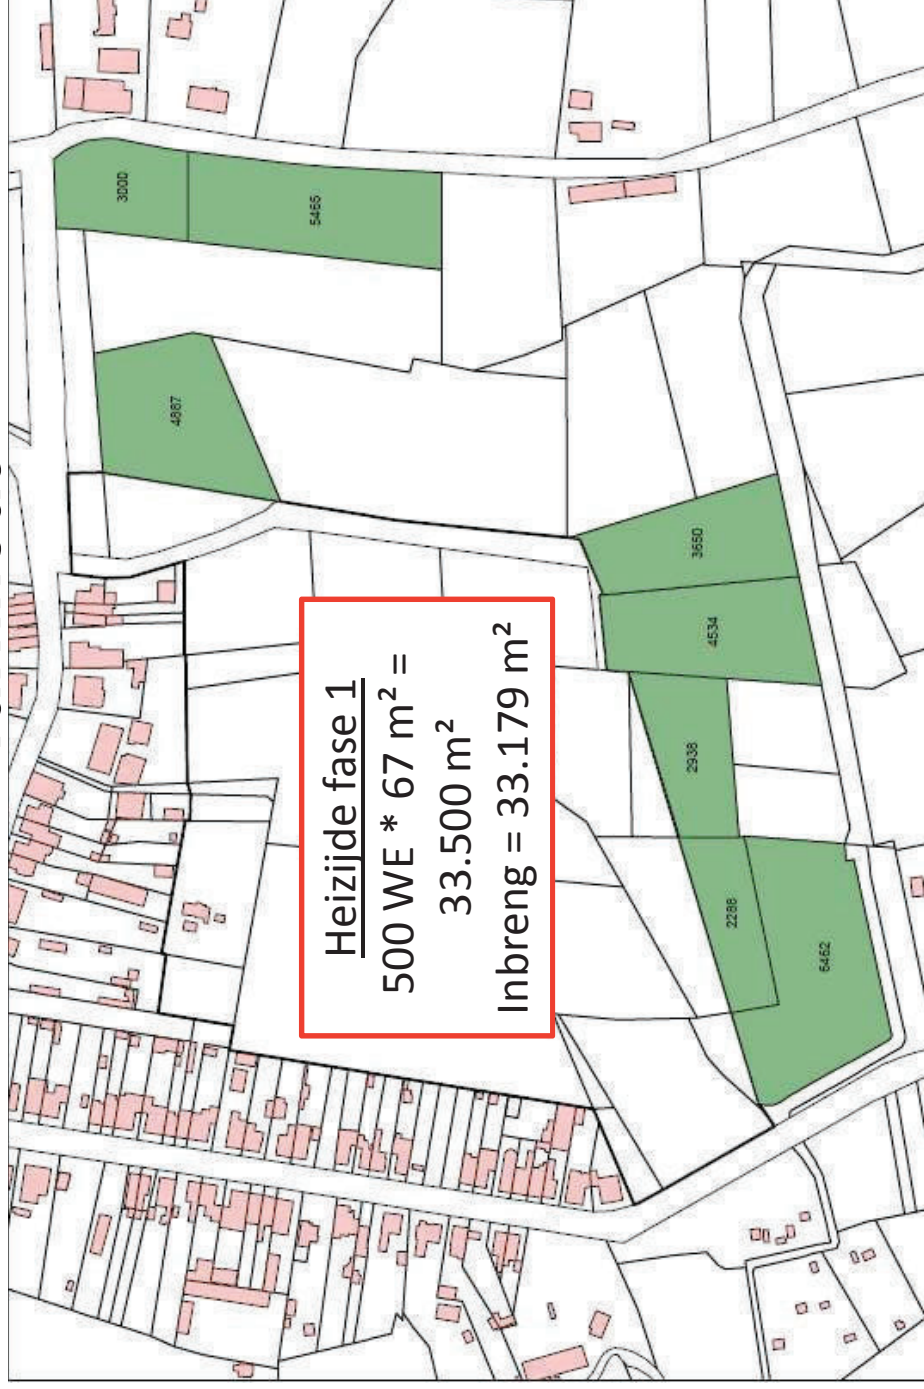 Heizijde fase 1
500 WE * 67 m² =
33.500 m²
Inbreng = 33.179 m²
3000
5465
4887
3650
4534
2938
2288
6462